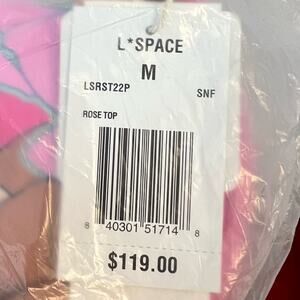 L*SPACE
M
LSRST22P SNF
ROSE TOP
8 40301 51714 8
$119.00